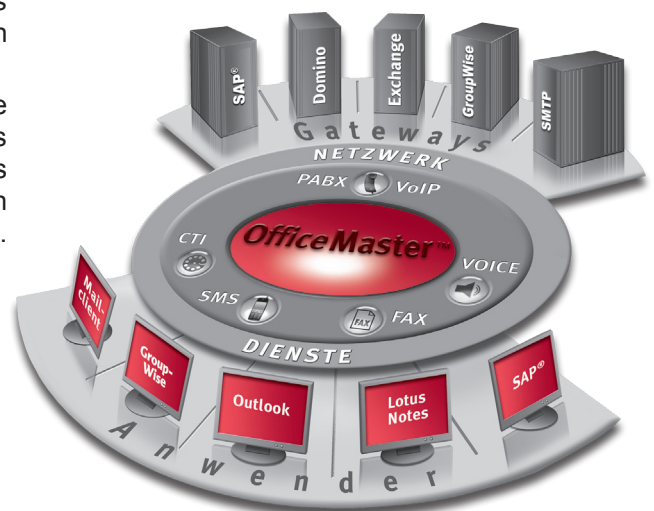 SAP®
Domino
Exchange
GroupWise
SMTP
Gateways
NETZWERK
PABX VoIP
OfficeMaster™
CTI
VOICE
SMS
FAX
FAX
DIENSTE
Mail-
client
Group-
Wise
Outlook
Lotus
Notes
SAP®
Anwender